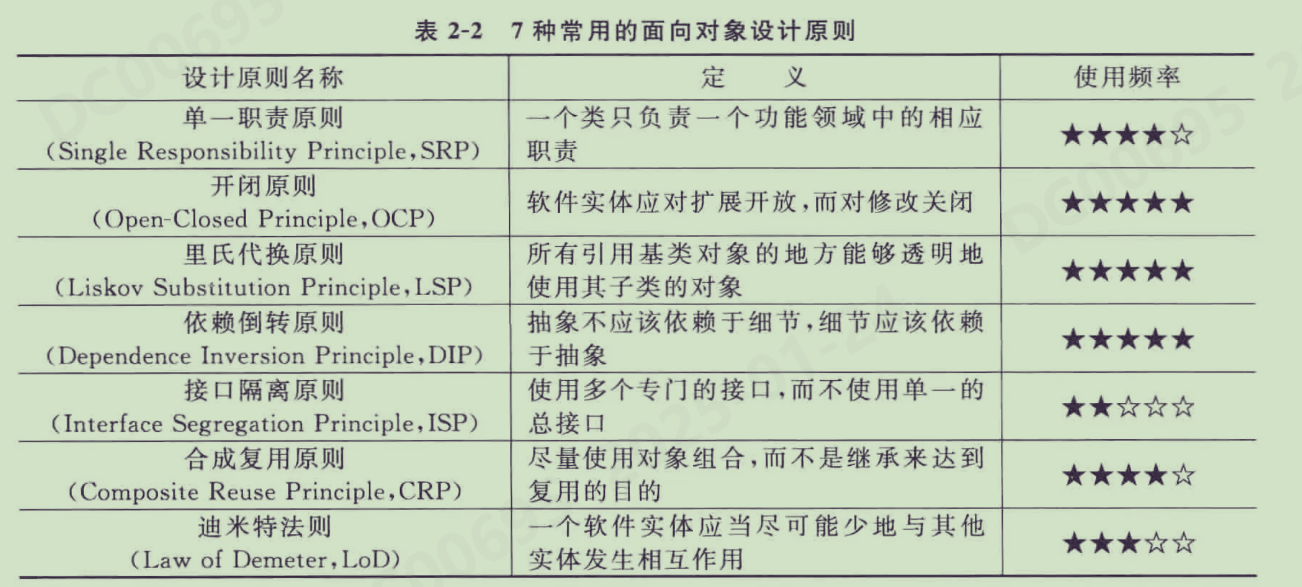 表 2-2 7 种常用的面向对象设计原则
设计原则名称 定 义 使用频率
单一职责原则
(Single Responsibility Principle,SRP)
一个类只负责一个功能领域中的相应
职责
★★★★☆
开闭原则
(Open-Closed Principle,OCP)
软件实体应对扩展开放,而对修改关闭
★★★★★
里氏代换原则
(Liskov Substitution Principle,LSP)
所有引用基类对象的地方能够透明地
使用其子类的对象
★★★★★
依赖倒转原则
(Dependence Inversion Principle,DIP)
抽象不应该依赖于细节,细节应该依赖
于抽象
★★★★★
接口隔离原则
(Interface Segregation Principle,ISP)
使用多个专门的接口,而不使用单一的
总接口
★★☆☆☆
合成复用原则
(Composite Reuse Principle,CRP)
尽量使用对象组合,而不是继承来达到
复用的目的
★★★★☆
迪米特法则
(Law of Demeter,LoD)
一个软件实体应当尽可能少地与其他
实体发生相互作用
★★★☆☆